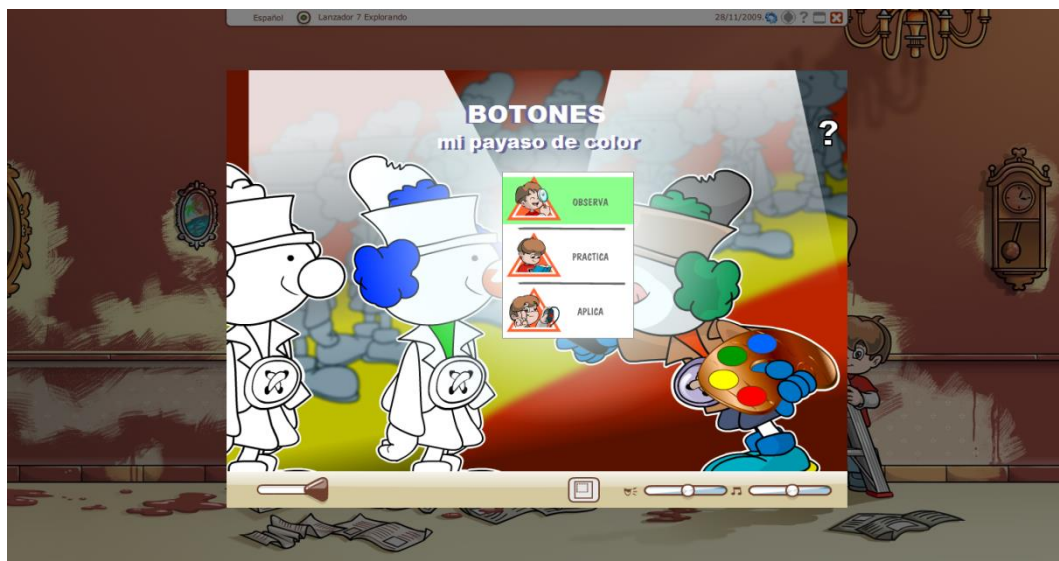 Español Lanzador 7 Explorando 28/11/2009 ?
BOTONES
mi payaso de color
?
OBSERVA
PRACTICA
APLICA